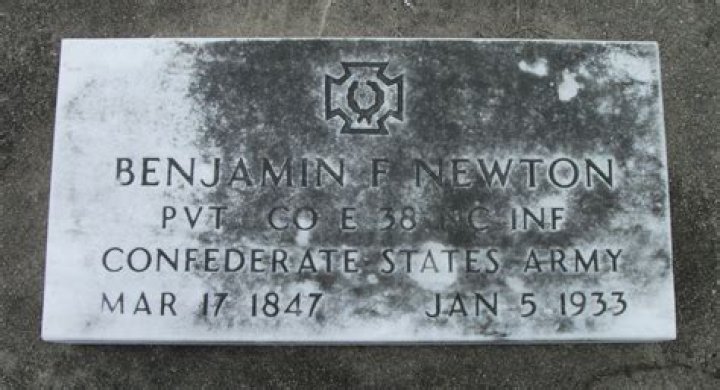 BENJAMIN F NEWTON
PVT CO E 38 NC INF
CONFEDERATE STATES ARMY
MAR 17 1847 JAN 5 1933